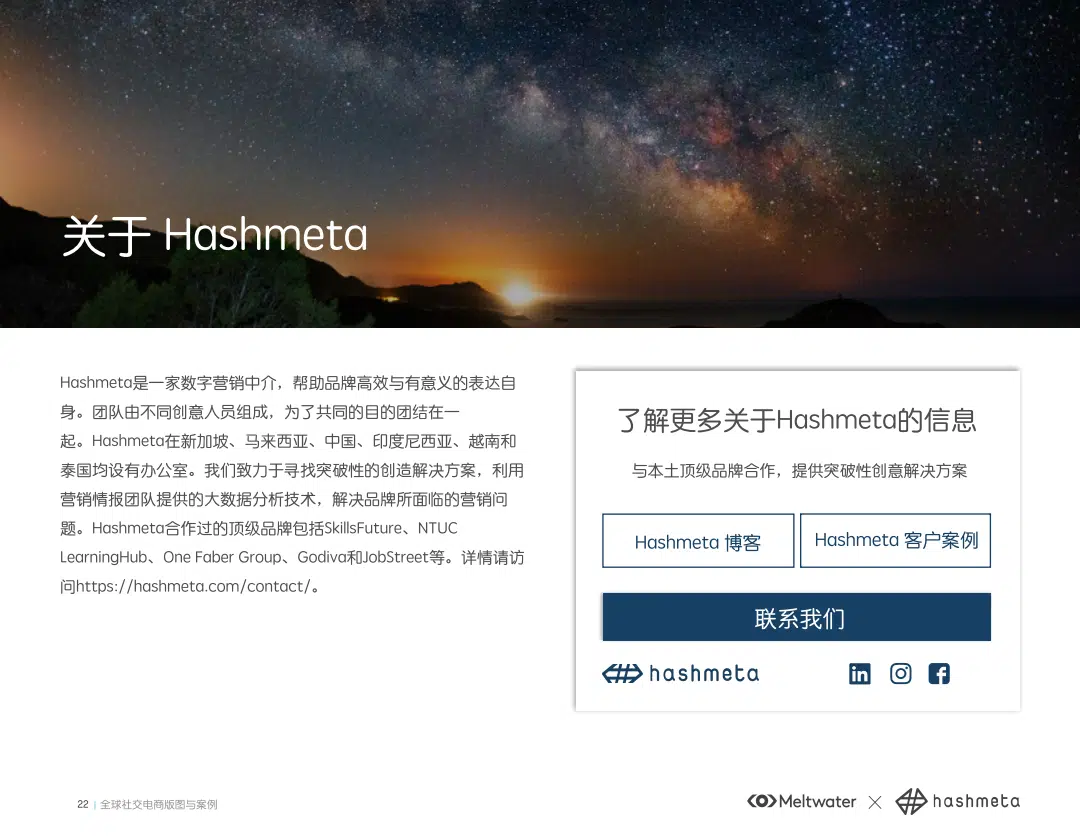 关于 Hashmeta
Hashmeta是一家数字营销中介，帮助品牌高效与有意义的表达自
身。团队由不同创意人员组成，为了共同的目的团结在一
起。Hashmeta在新加坡、马来西亚、中国、印度尼西亚、越南和
泰国均设有办公室。我们致力于寻找突破性的创造解决方案，利用
营销情报团队提供的大数据分析技术，解决品牌所面临的营销问
题。Hashmeta合作过的顶级品牌包括SkillsFuture、NTUC
LearningHub、One Faber Group、Godiva和JobStreet等。详情请访
问https://hashmeta.com/contact/。
了解更多关于Hashmeta的信息
与本土顶级品牌合作，提供突破性创意解决方案
Hashmeta 博客
Hashmeta 客户案例
联系我们
hashmeta
in
22 | 全球社交电商版图与案例
Meltwater × hashmeta